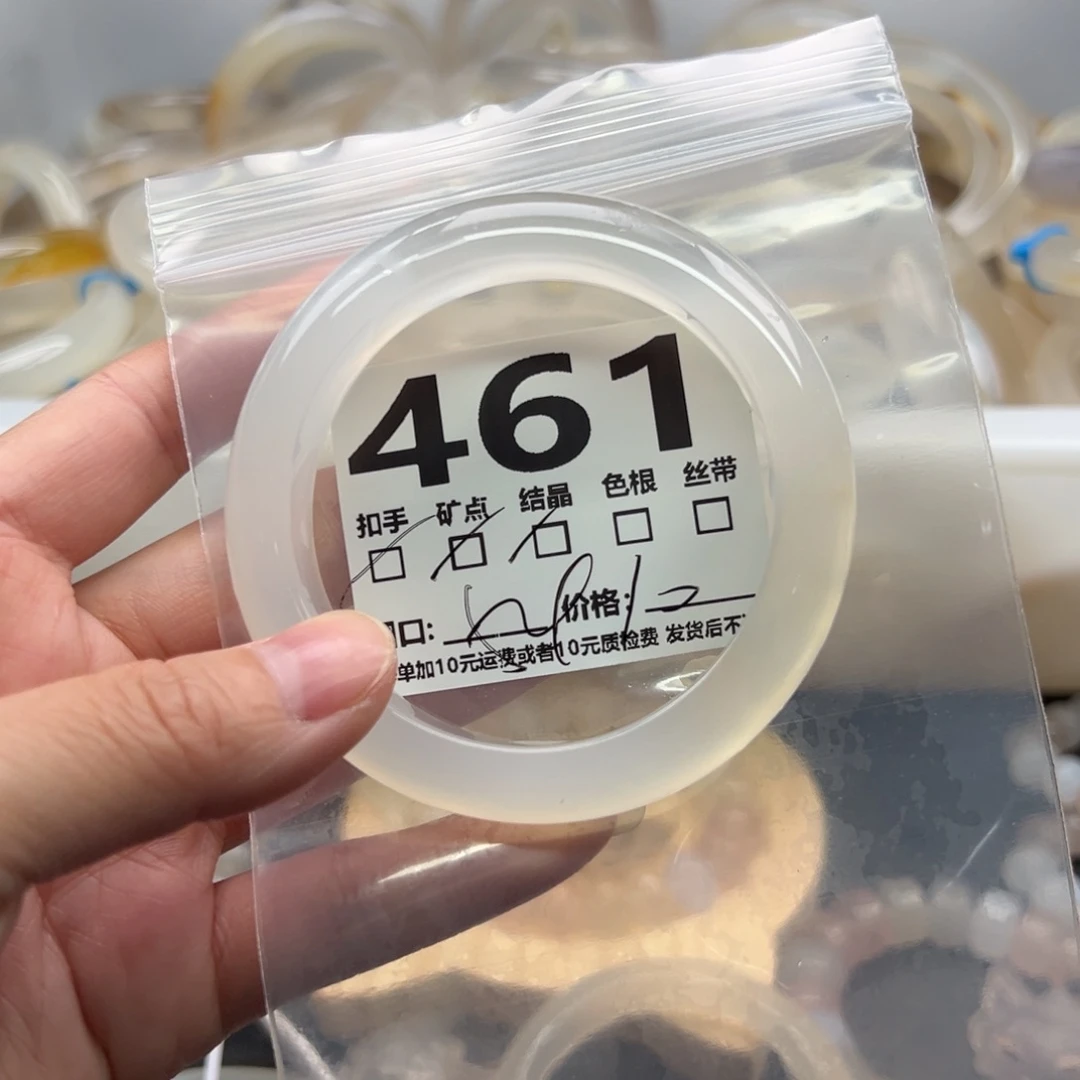 461
扣手 矿点 结晶 色根 丝带
口: 价格:
单加10元运费或者10元质检费 发货后不